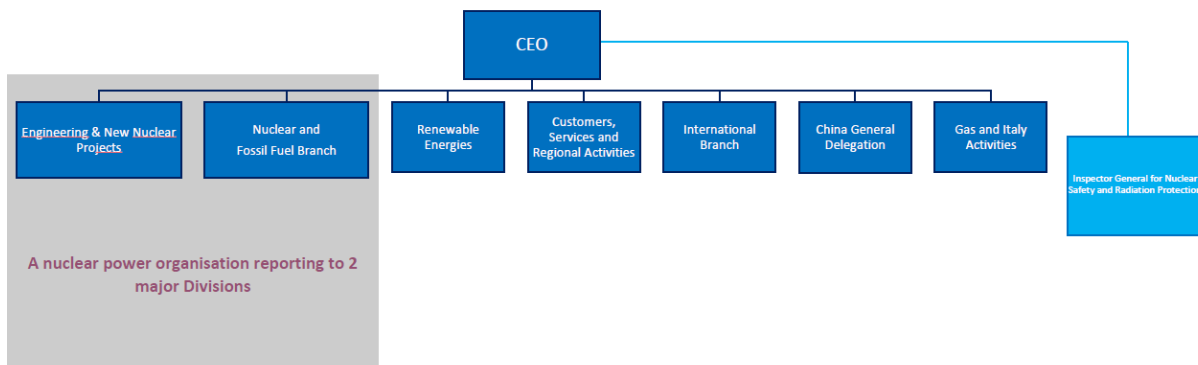 CEO
Engineering & New Nuclear
Projects
Nuclear and
Fossil Fuel Branch
Renewable
Energies
Customers,
Services and
Regional Activities
International
Branch
China General
Delegation
Gas and Italy
Activities
Inspector General for Nuclear
Safety and Radiation Protection
A nuclear power organisation reporting to 2
major Divisions